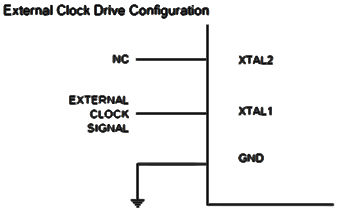 External Clock Drive Configuration
NC
XTAL2
EXTERNAL
CLOCK
SIGNAL
XTAL1
GND